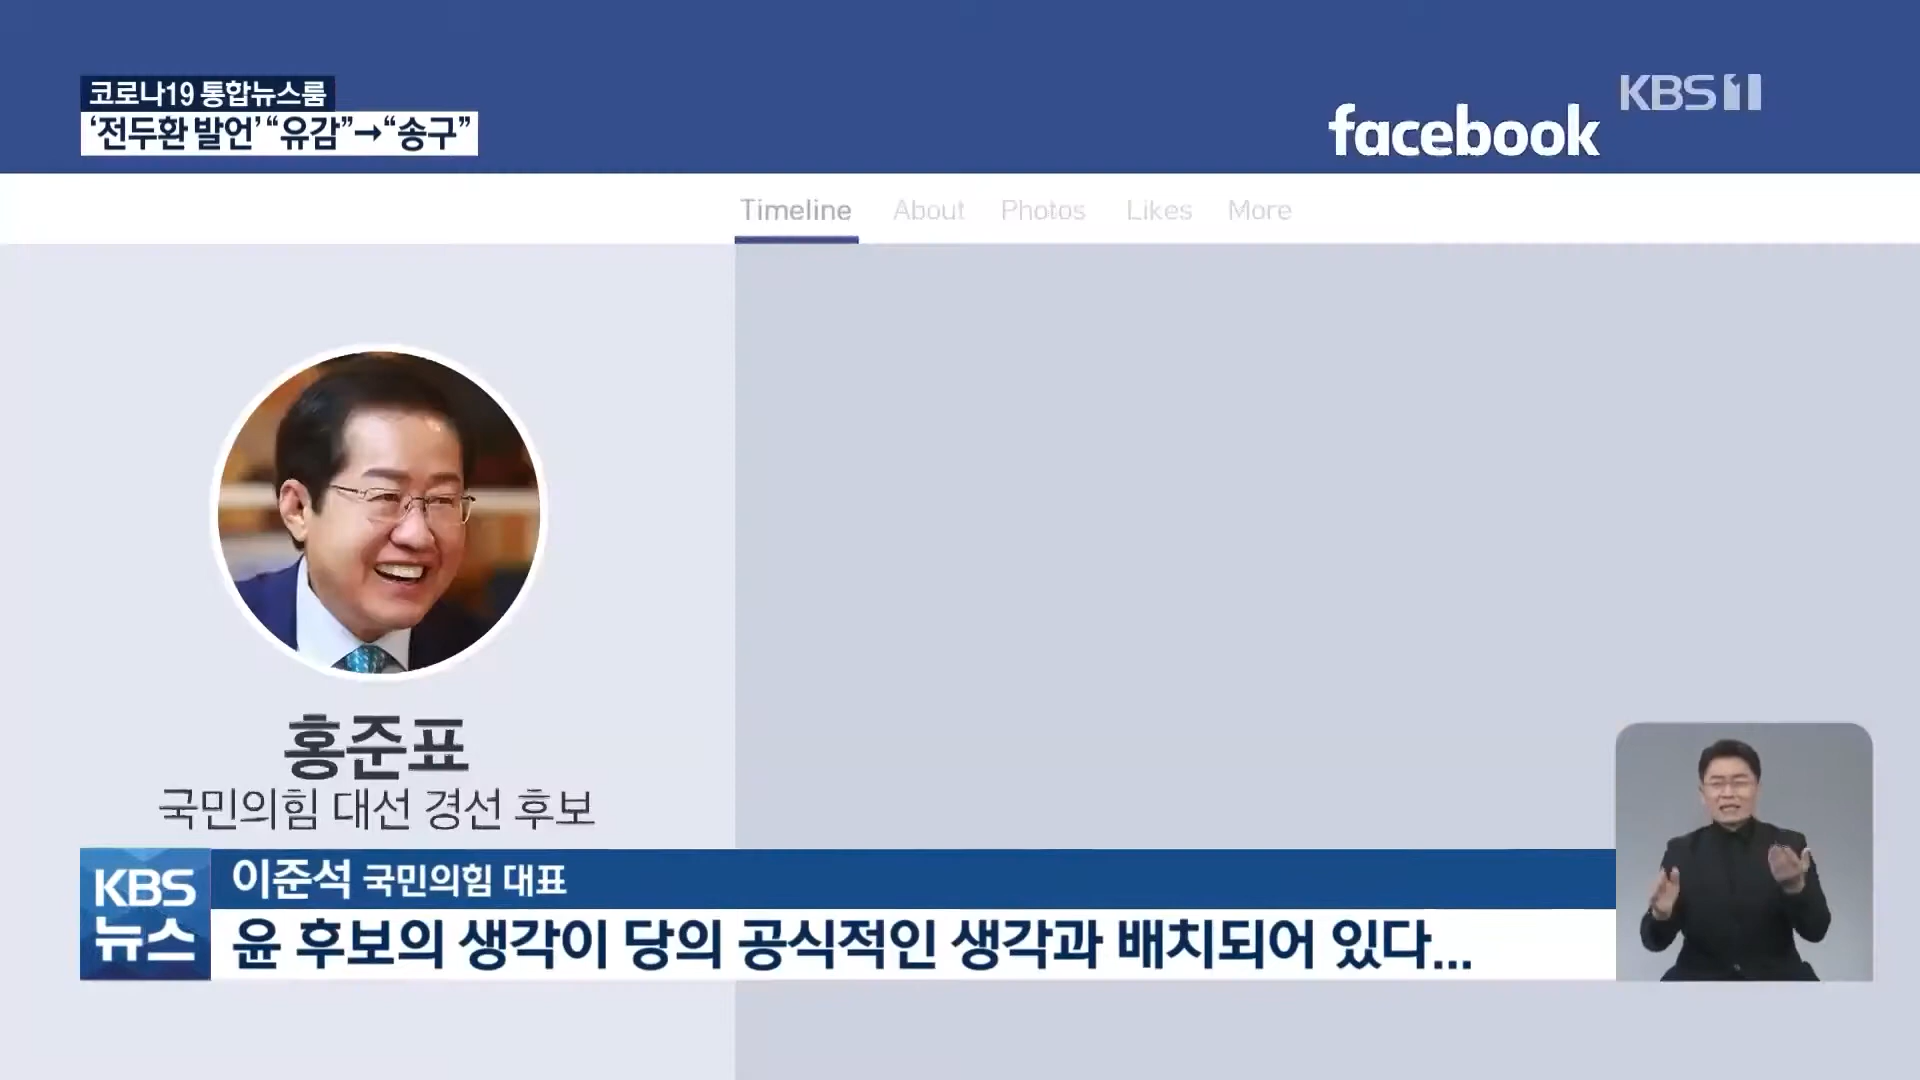 코로나19 통합뉴스룸
‘전두환 발언’ “유감”→“송구”
KBS 1
facebook
Timeline About Photos Likes More
홍준표
국민의힘 대선 경선 후보
KBS 뉴스
이준석 국민의힘 대표
윤 후보의 생각이 당의 공식적인 생각과 배치되어 있다...